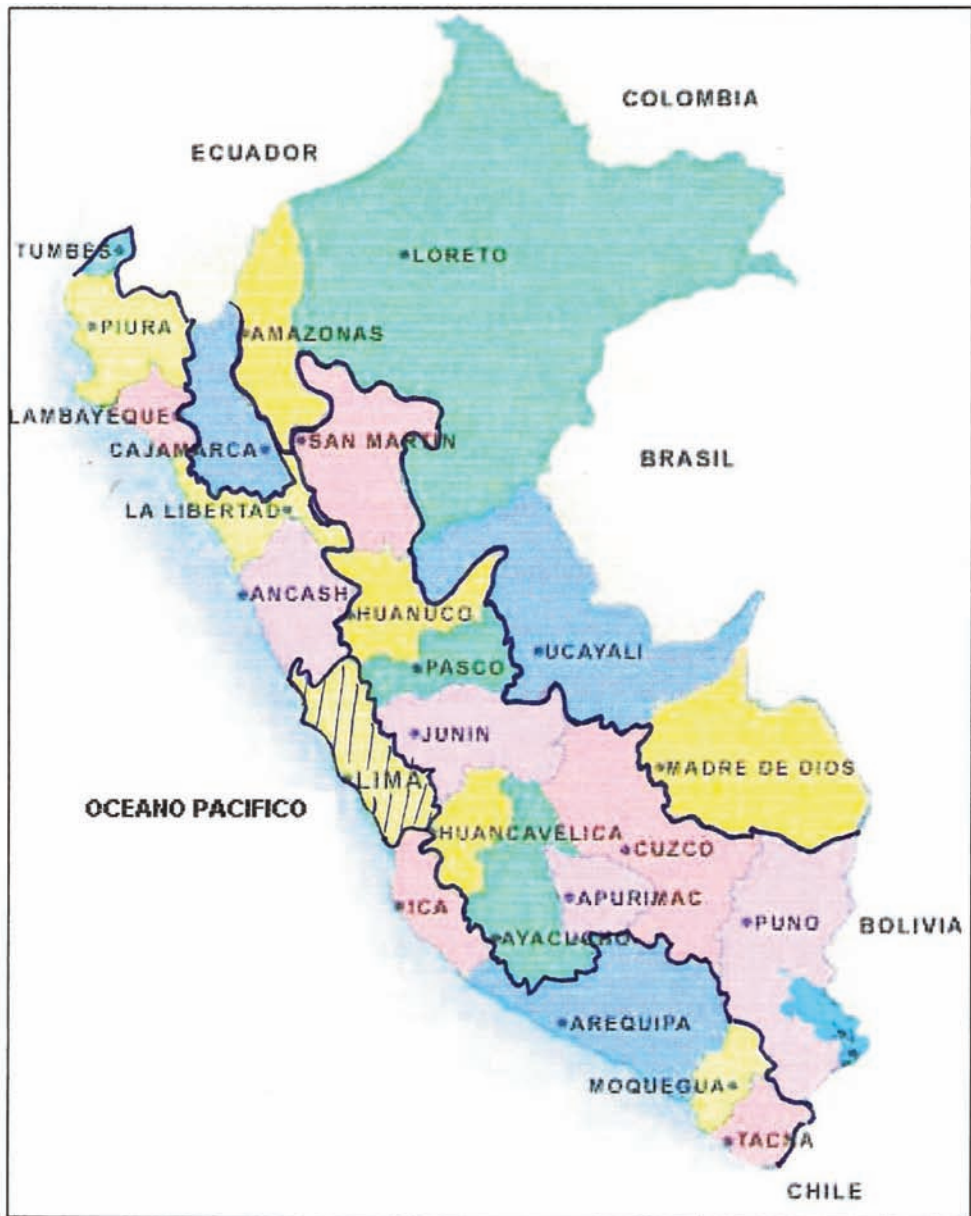 COLOMBIA
ECUADOR
TUMBES
LORETO
PIURA
AMAZONAS
LAMBAYEQUE
SAN MARTIN
CAJAMARCA
BRASIL
LA LIBERTAD
ANCASH
HUANUCO
UCAYALI
PASCO
JUNIN
MADRE DE DIOS
LIMA
OCEANO PACIFICO
HUANCAVELICA
CUZCO
ICA
APURIMAC
PUNO
BOLIVIA
AYACUCHO
AREQUIPA
MOQUEGUA
TACNA
CHILE